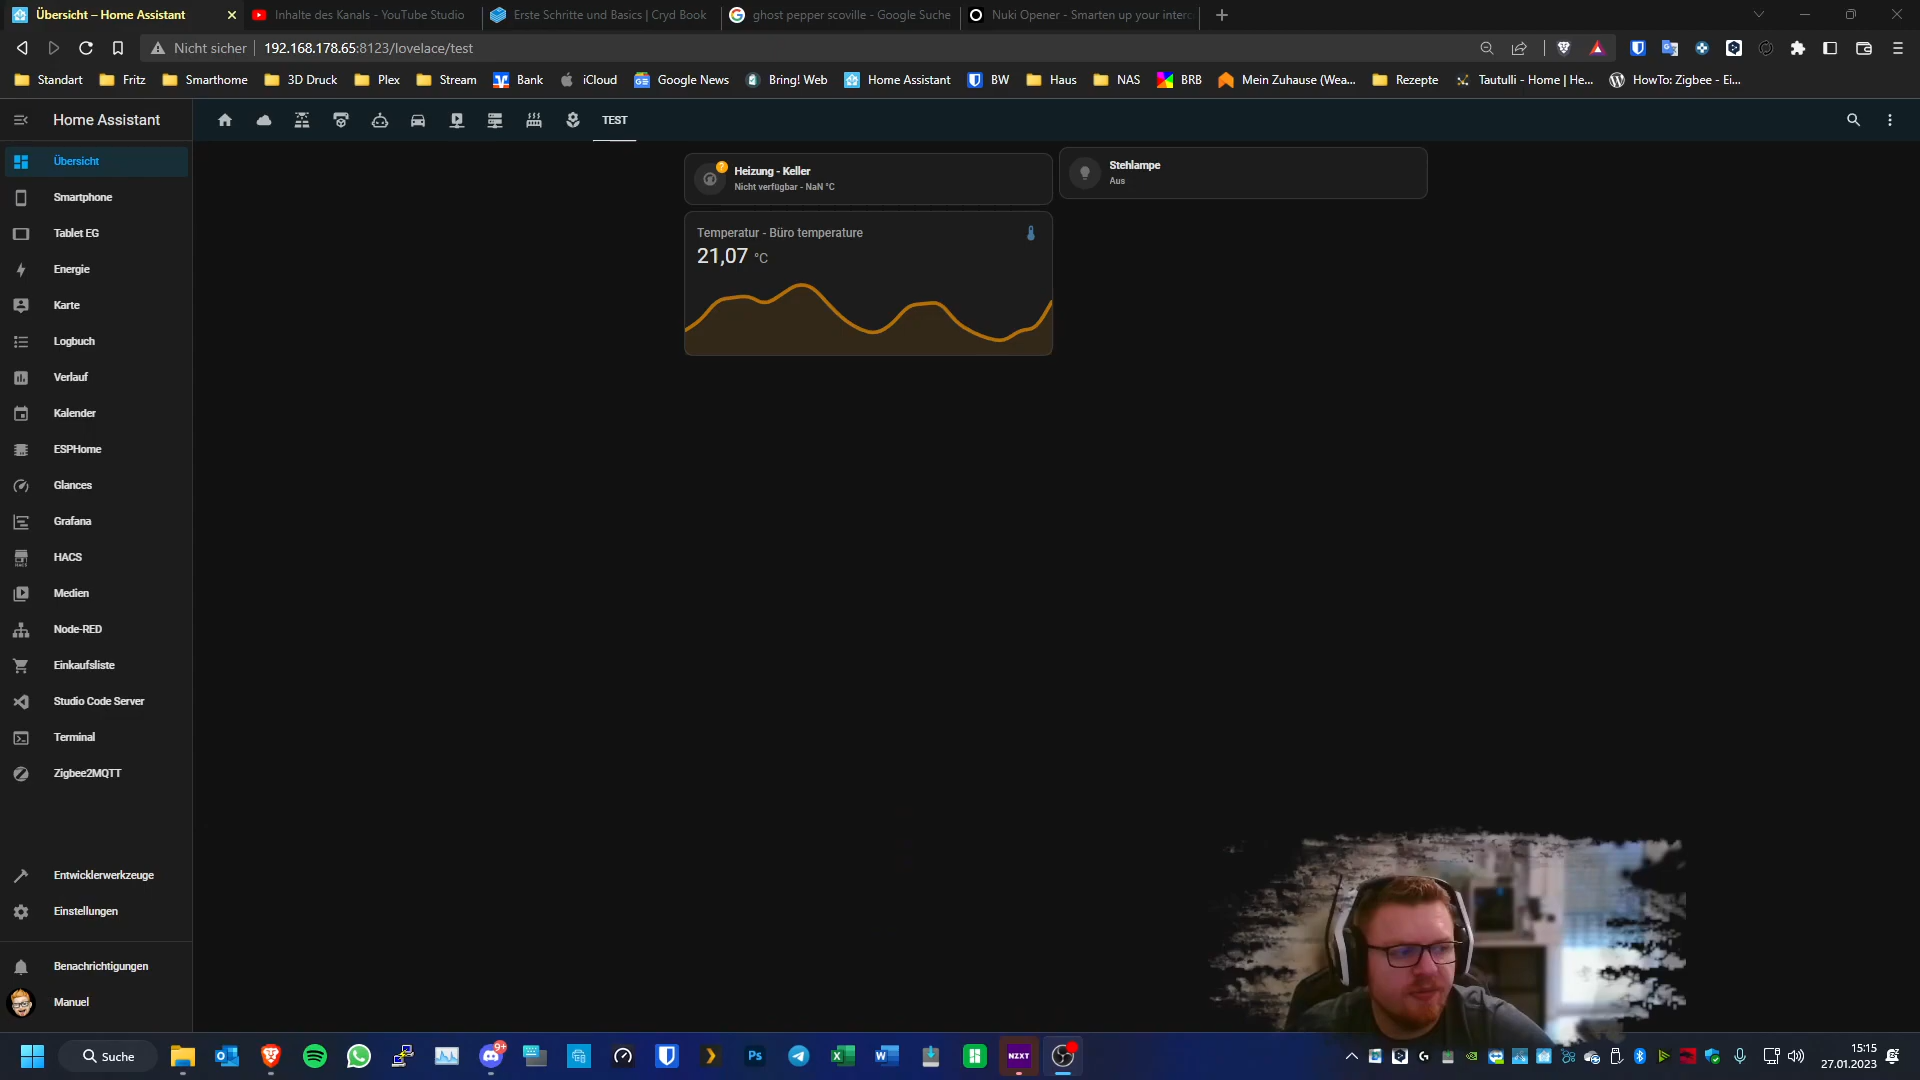 Übersicht – Home Assistant
Inhalte des Kanals - YouTube Studio
Erste Schritte und Basics | Cryd Book
ghost pepper scoville - Google Suche
Nuki Opener - Smarten up your interc
Nicht sicher
192.168.178.65:8123/lovelace/test
Standart
Fritz
Smarthome
3D Druck
Plex
Stream
Bank
iCloud
Google News
Bring! Web
Home Assistant
BW
Haus
NAS
BRB
Mein Zuhause (Wea...
Rezepte
Tautulli - Home | He...
HowTo: Zigbee - Ei...
Home Assistant
TEST
Übersicht
Smartphone
Tablet EG
Energie
Karte
Logbuch
Verlauf
Kalender
ESPHome
Glances
Grafana
HACS
Medien
Node-RED
Einkaufsliste
Studio Code Server
Terminal
Zigbee2MQTT
Entwicklerwerkzeuge
Einstellungen
Benachrichtigungen
Manuel
Heizung - Keller
Nicht verfügbar - NaN °C
Stehlampe
Aus
Temperatur - Büro temperature
21,07 °C
Suche
9+
Ps
NZXT
15:15
27.01.2023